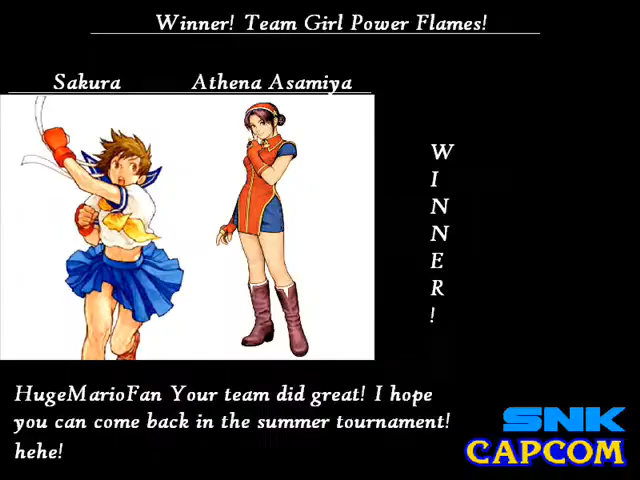 Winner! Team Girl Power Flames!
Sakura Athena Asamiya
W
I
N
N
E
R
!
HugeMarioFan Your team did great! I hope
you can come back in the summer tournament!
hehe!
SNK
CAPCOM